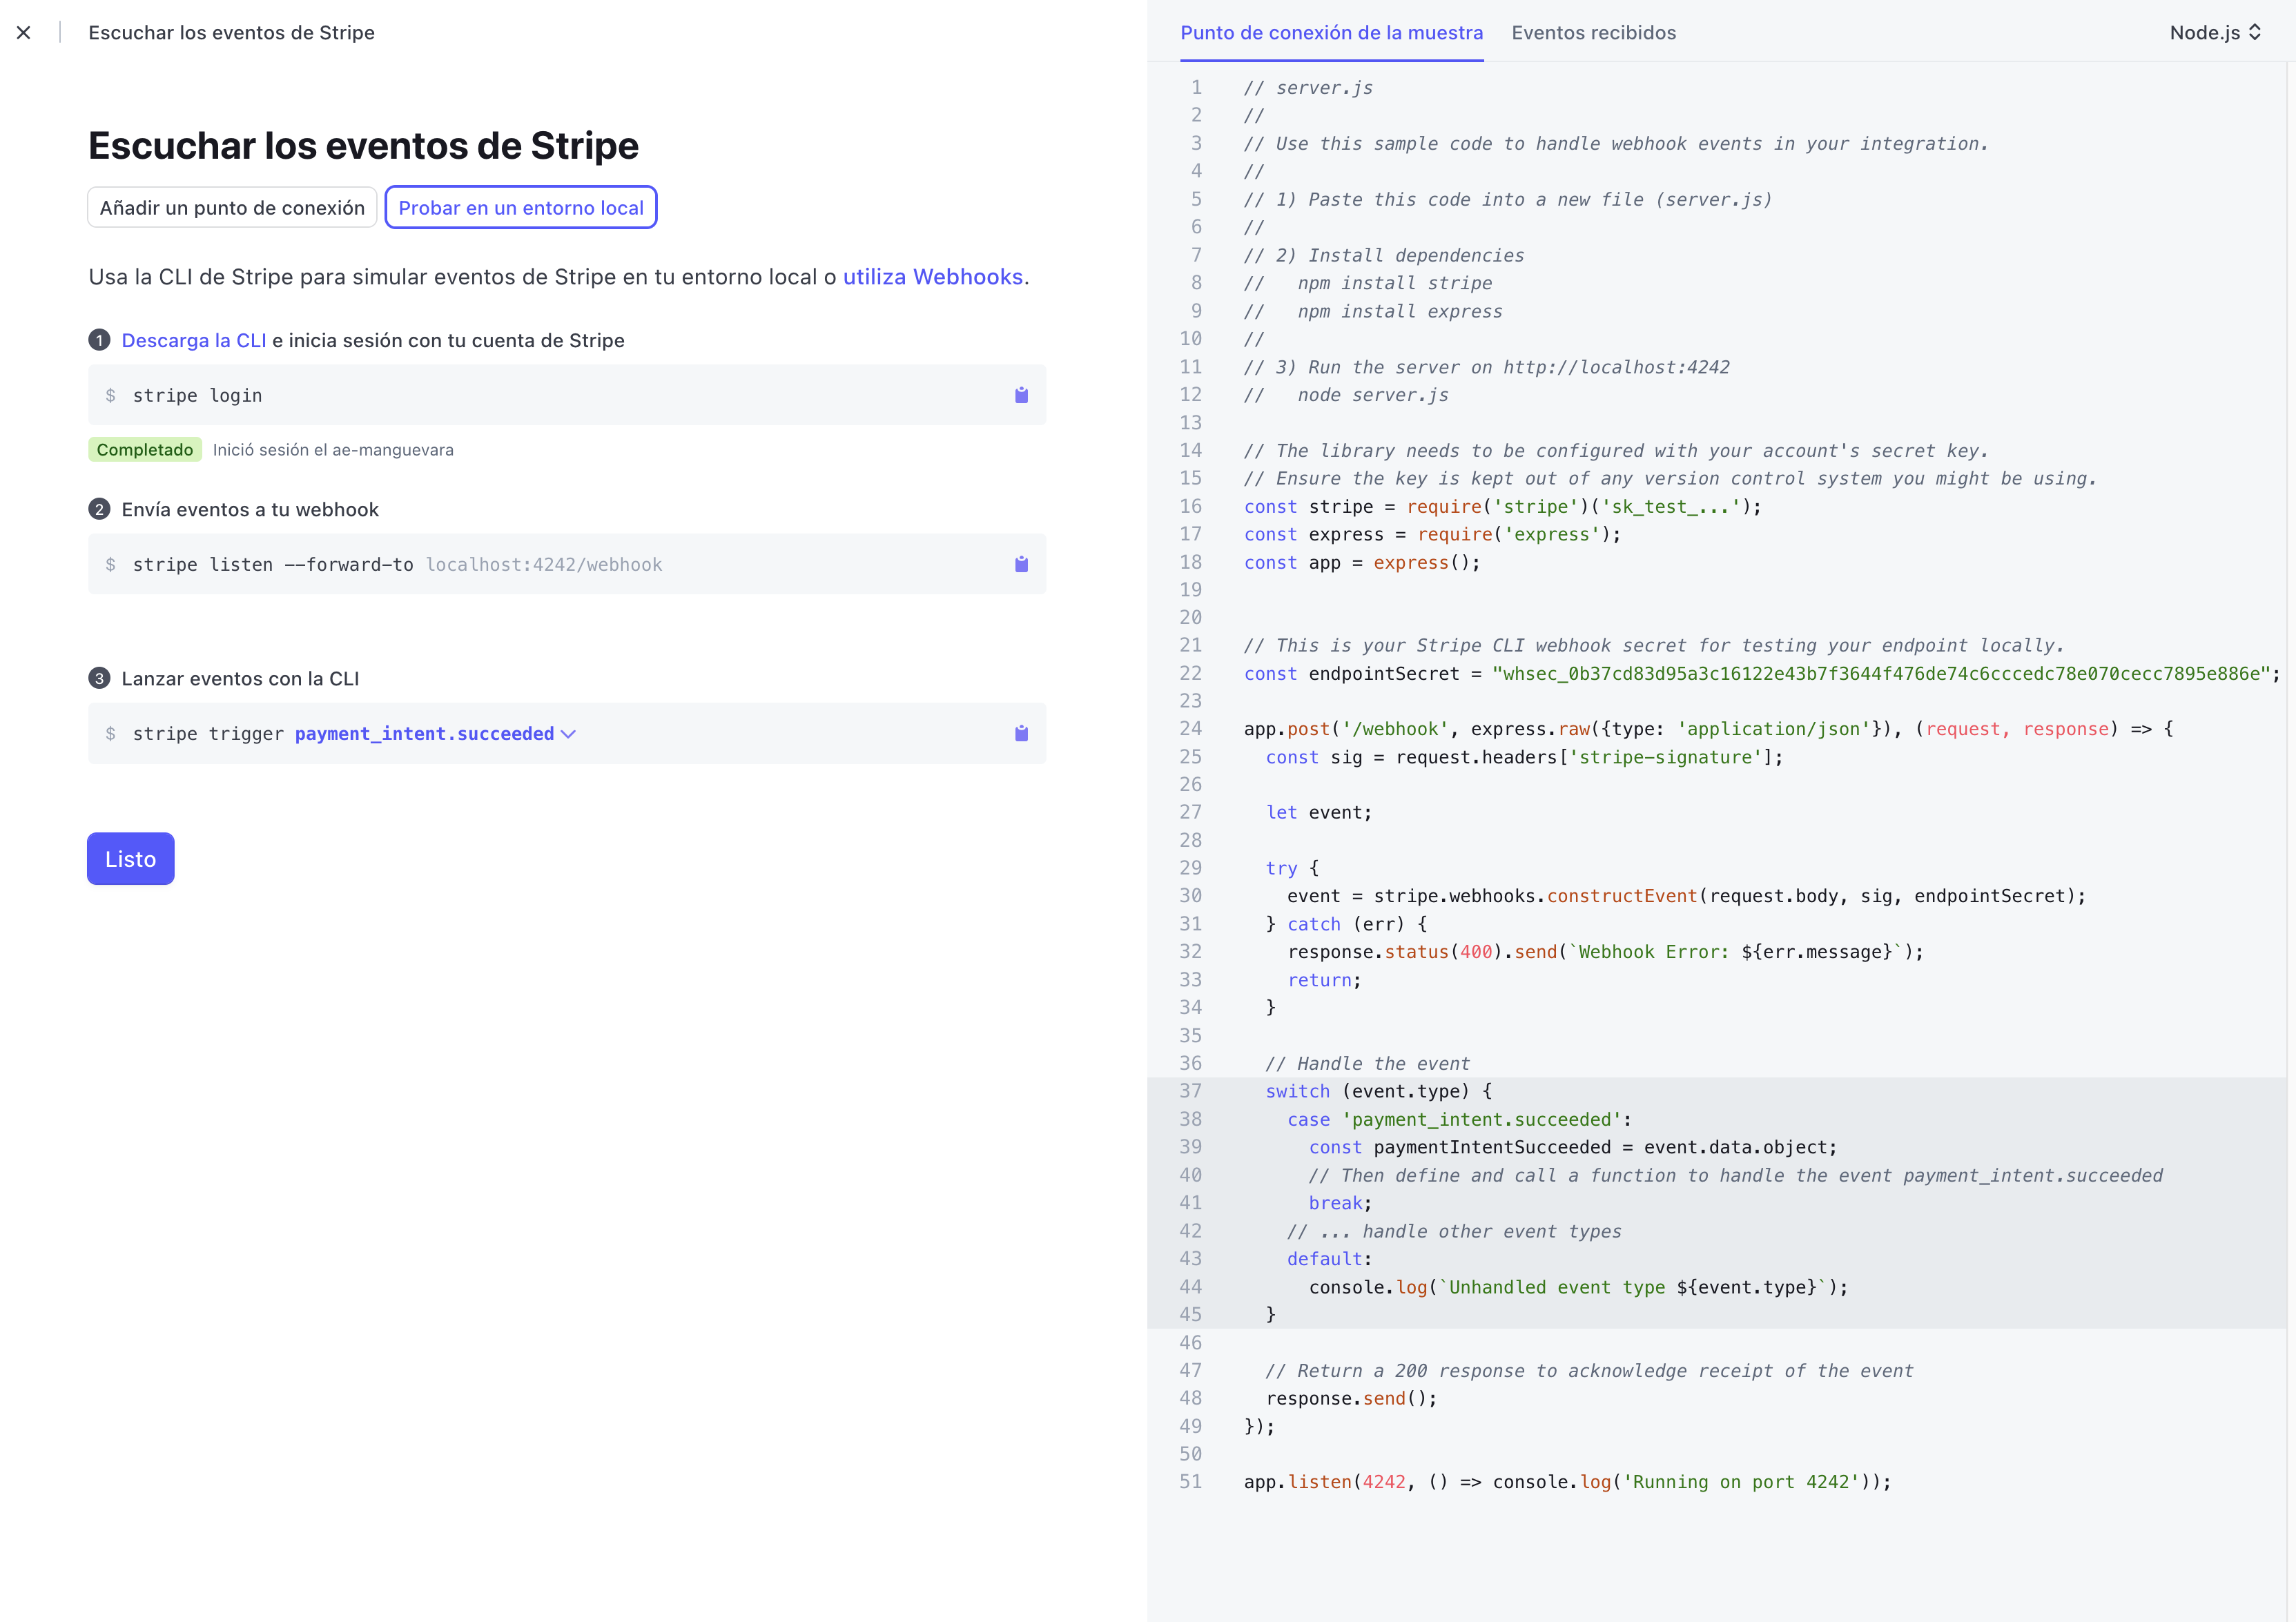 Escuchar los eventos de Stripe
Escuchar los eventos de Stripe
Añadir un punto de conexión
Probar en un entorno local
Usa la CLI de Stripe para simular eventos de Stripe en tu entorno local o utiliza Webhooks.
1 Descarga la CLI e inicia sesión con tu cuenta de Stripe
$ stripe login
Completado Inició sesión el ae-manguevara
2 Envía eventos a tu webhook
$ stripe listen --forward-to localhost:4242/webhook
3 Lanzar eventos con la CLI
$ stripe trigger payment_intent.succeeded
Listo
Punto de conexión de la muestra
Eventos recibidos
Node.js
1 // server.js
2 //
3 // Use this sample code to handle webhook events in your integration.
4 //
5 // 1) Paste this code into a new file (server.js)
6 //
7 // 2) Install dependencies
8 //   npm install stripe
9 //   npm install express
10 //
11 // 3) Run the server on http://localhost:4242
12 //   node server.js
13
14 // The library needs to be configured with your account's secret key.
15 // Ensure the key is kept out of any version control system you might be using.
16 const stripe = require('stripe')('sk_test_...');
17 const express = require('express');
18 const app = express();
19
20
21 // This is your Stripe CLI webhook secret for testing your endpoint locally.
22 const endpointSecret = "whsec_0b37cd83d95a3c16122e43b7f3644f476de74c6cccedc78e070cecc7895e886e";
23
24 app.post('/webhook', express.raw({type: 'application/json'}), (request, response) => {
25   const sig = request.headers['stripe-signature'];
26
27   let event;
28
29   try {
30     event = stripe.webhooks.constructEvent(request.body, sig, endpointSecret);
31   } catch (err) {
32     response.status(400).send(`Webhook Error: ${err.message}`);
33     return;
34   }
35
36   // Handle the event
37   switch (event.type) {
38     case 'payment_intent.succeeded':
39       const paymentIntentSucceeded = event.data.object;
40       // Then define and call a function to handle the event payment_intent.succeeded
41       break;
42     // ... handle other event types
43     default:
44       console.log(`Unhandled event type ${event.type}`);
45   }
46
47   // Return a 200 response to acknowledge receipt of the event
48   response.send();
49 });
50
51 app.listen(4242, () => console.log('Running on port 4242'));